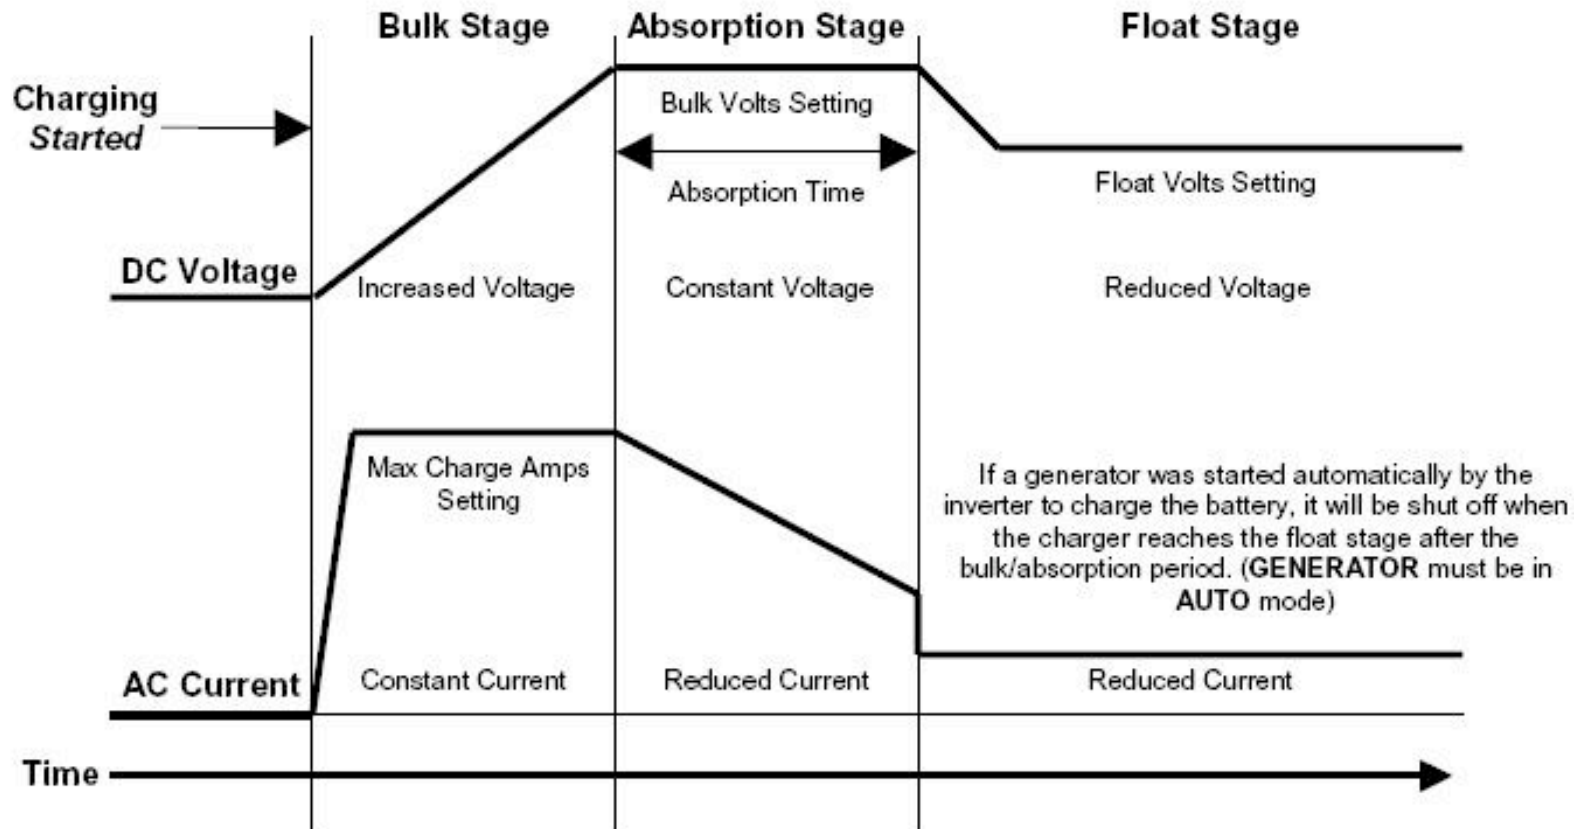 Bulk Stage
Absorption Stage
Float Stage
Charging
Started
Bulk Volts Setting
Absorption Time
Float Volts Setting
DC Voltage
Increased Voltage
Constant Voltage
Reduced Voltage
Max Charge Amps
Setting
If a generator was started automatically by the
inverter to charge the battery, it will be shut off when
the charger reaches the float stage after the
bulk/absorption period. (GENERATOR must be in
AUTO mode)
AC Current
Constant Current
Reduced Current
Reduced Current
Time